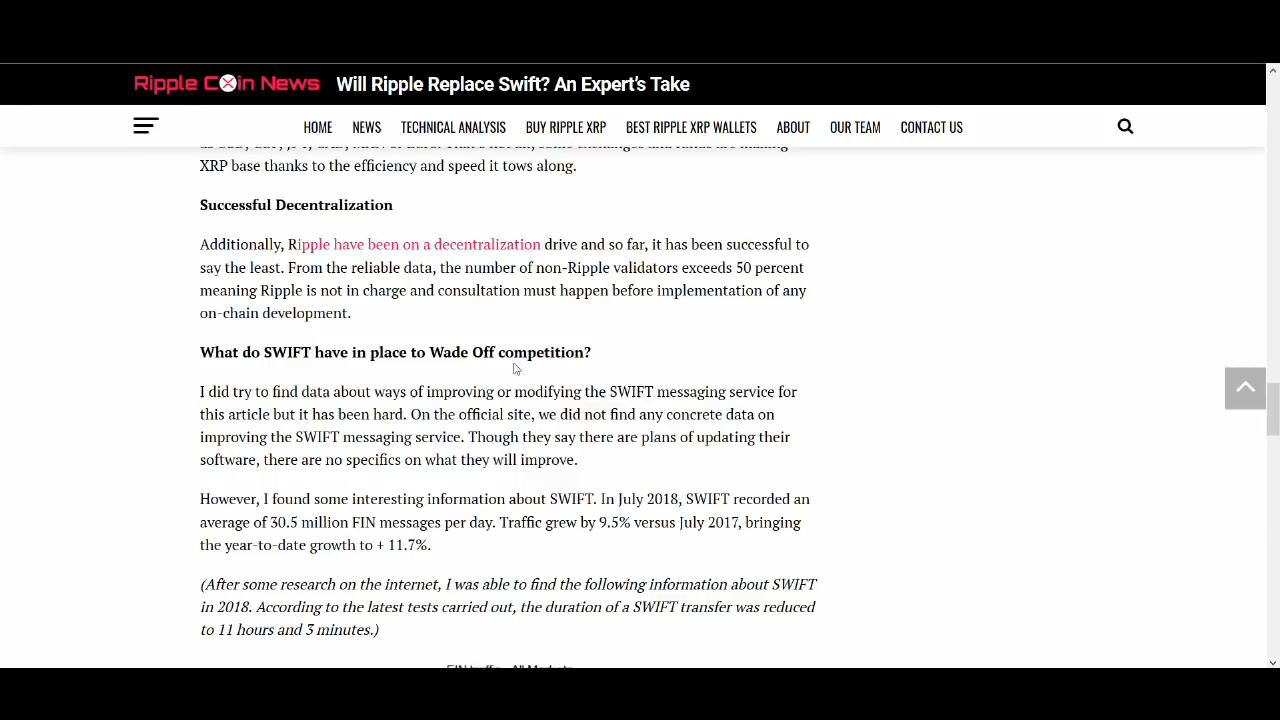 Ripple Coin News Will Ripple Replace Swift? An Expert's Take
HOME NEWS TECHNICAL ANALYSIS BUY RIPPLE XRP BEST RIPPLE XRP WALLETS ABOUT OUR TEAM CONTACT US
XRP base thanks to the efficiency and speed it tows along.
Successful Decentralization
Additionally, Ripple have been on a decentralization drive and so far, it has been successful to
say the least. From the reliable data, the number of non-Ripple validators exceeds 50 percent
meaning Ripple is not in charge and consultation must happen before implementation of any
on-chain development.
What do SWIFT have in place to Wade Off competition?
I did try to find data about ways of improving or modifying the SWIFT messaging service for
this article but it has been hard. On the official site, we did not find any concrete data on
improving the SWIFT messaging service. Though they say there are plans of updating their
software, there are no specifics on what they will improve.
However, I found some interesting information about SWIFT. In July 2018, SWIFT recorded an
average of 30.5 million FIN messages per day. Traffic grew by 9.5% versus July 2017, bringing
the year-to-date growth to + 11.7%.
(After some research on the internet, I was able to find the following information about SWIFT
in 2018. According to the latest tests carried out, the duration of a SWIFT transfer was reduced
to 11 hours and 3 minutes.)